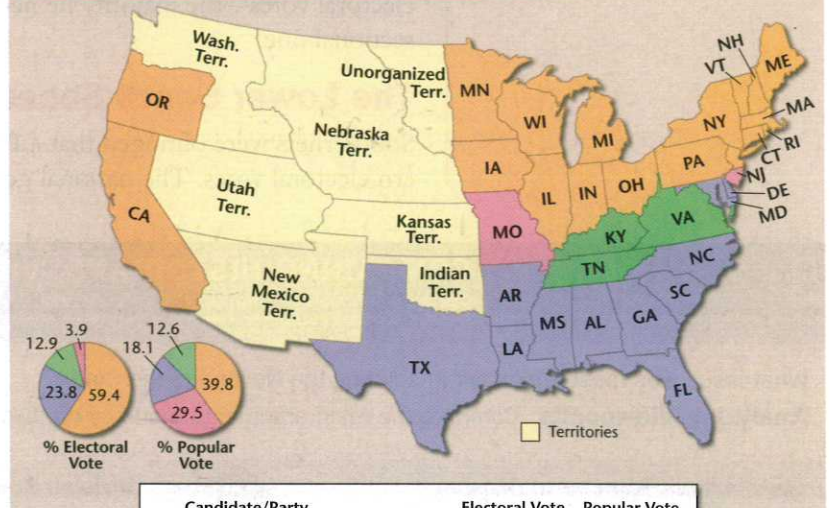 Wash.
Terr.
Unorganized
Terr.
MN
NH
VT
ME
OR
Nebraska
Terr.
WI
MI
NY
MA
RI
CT
IA
PA
NJ
DE
MD
Utah
Terr.
IL
IN
OH
CA
Kansas
Terr.
MO
KY
VA
New
Mexico
Terr.
Indian
Terr.
TN
NC
AR
SC
MS
AL
GA
LA
TX
FL
12.9
3.9
23.8
59.4
% Electoral
Vote
18.1
12.6
39.8
29.5
% Popular
Vote
Territories
Candidate/Party
Electoral Vote
Popular Vote